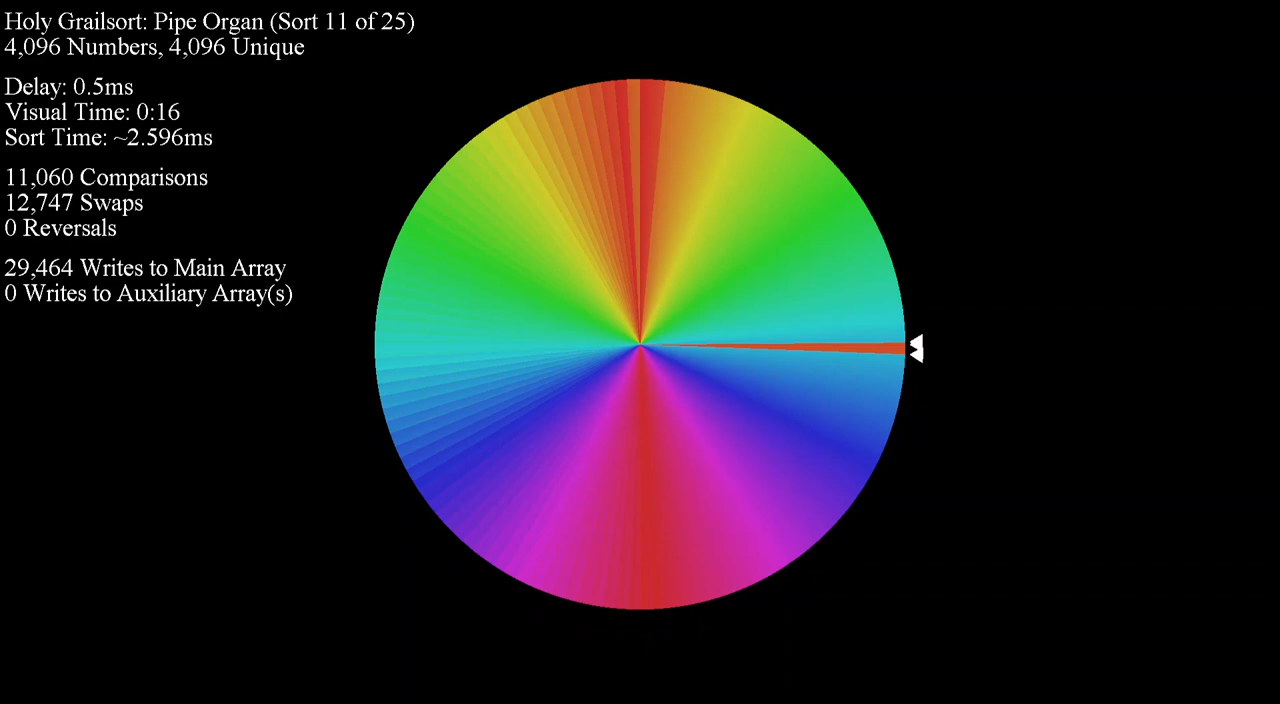 Holy Grailsort: Pipe Organ (Sort 11 of 25)
4,096 Numbers, 4,096 Unique
Delay: 0.5ms
Visual Time: 0:16
Sort Time: ~2.596ms
11,060 Comparisons
12,747 Swaps
0 Reversals
29,464 Writes to Main Array
0 Writes to Auxiliary Array(s)